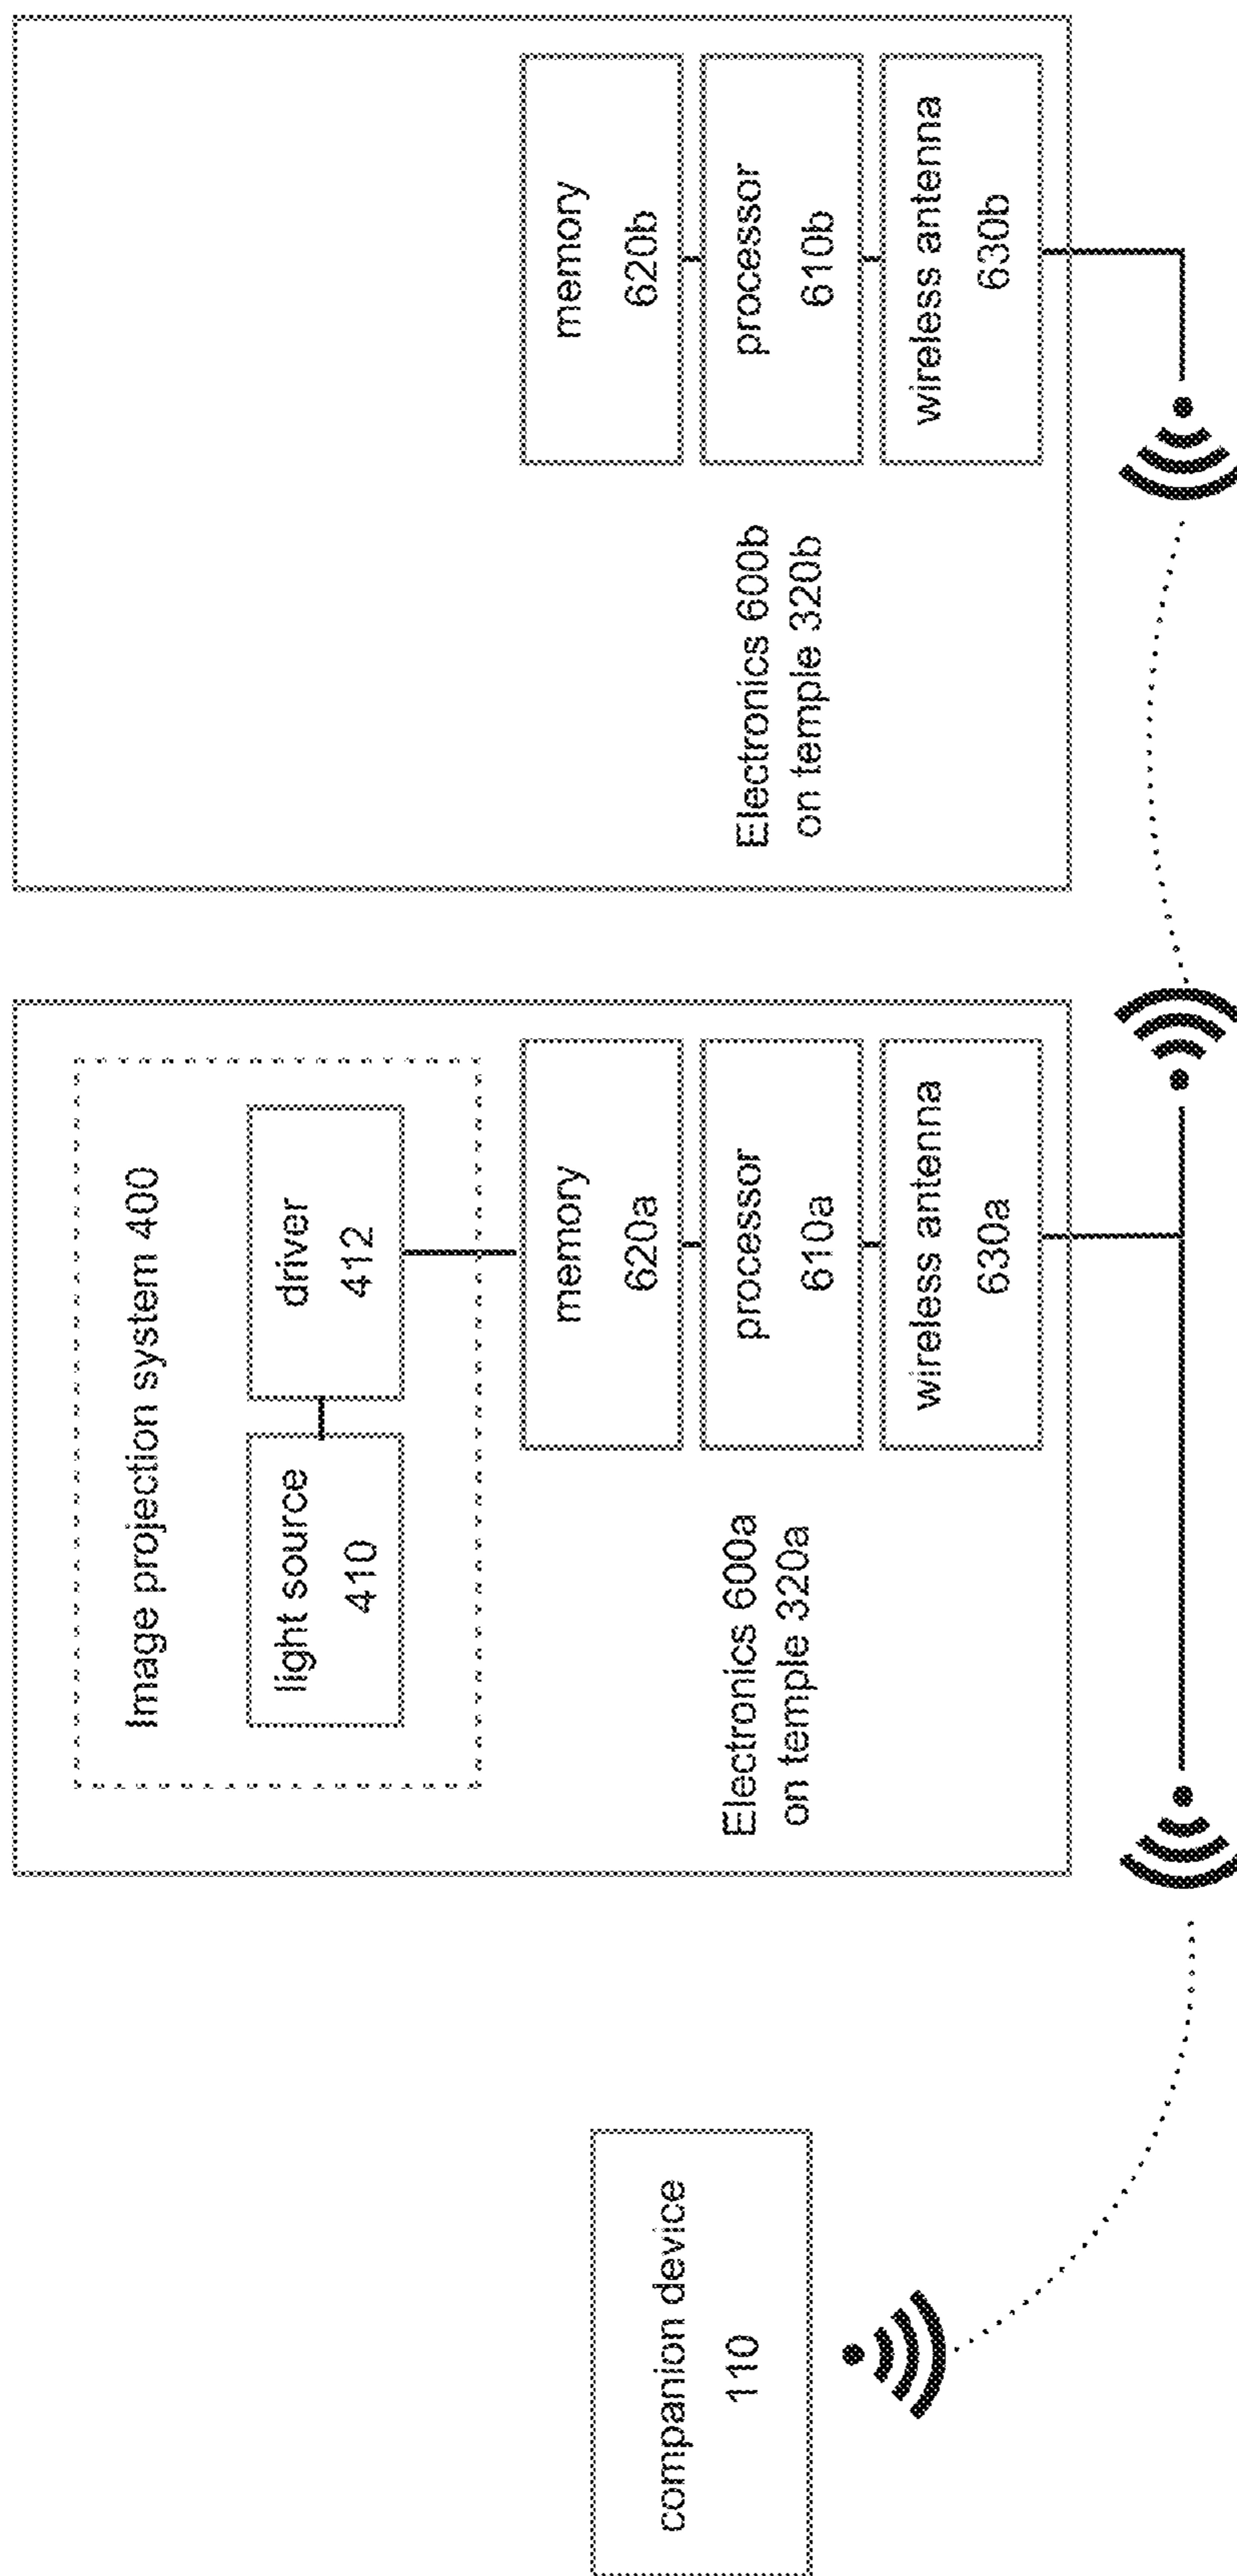 companion device
110
Image projection system 400
light source
410
driver
412
memory
620a
processor
610a
wireless antenna
630a
Electronics 600a
on temple 320a
memory
620b
processor
610b
wireless antenna
630b
Electronics 600b
on temple 320b